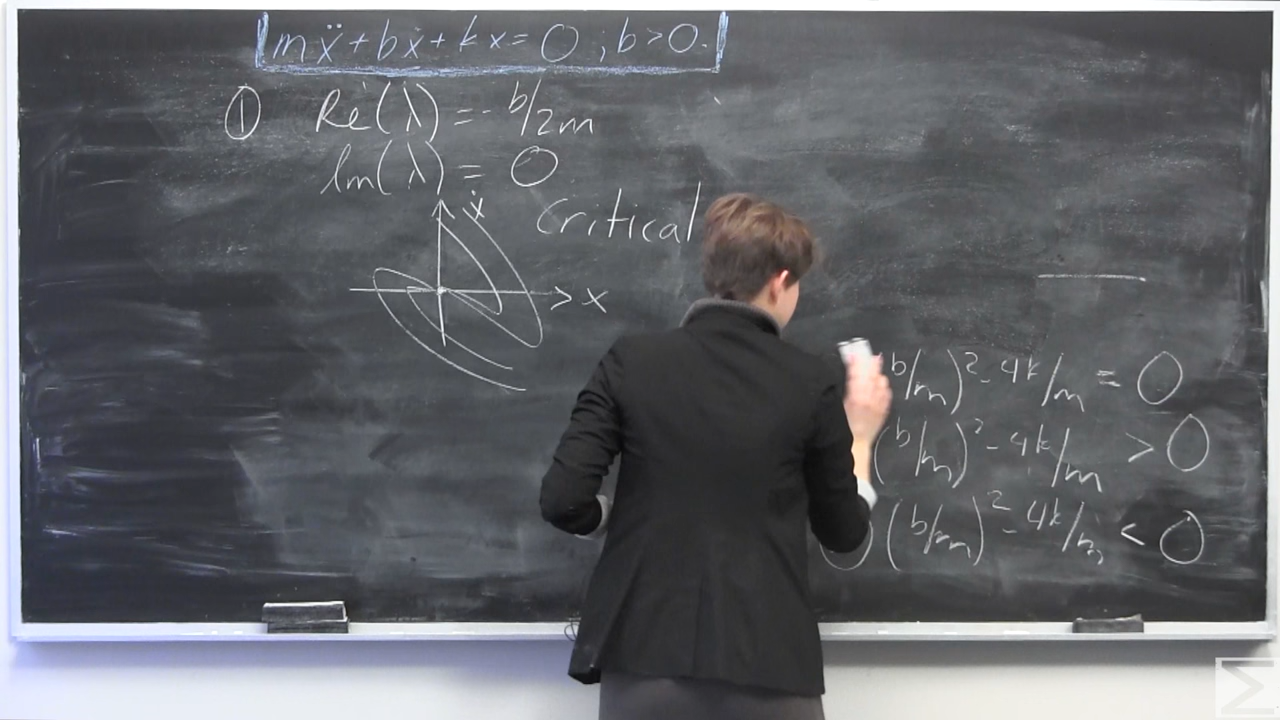 mẍ + bẋ + kx = 0 ; b > 0.
① Re(λ) = - b/2m
Im(λ) = 0
critical
ẋ
x
b/m)² - 4k/m = 0
(b/m)² - 4k/m > 0
(b/m)² - 4k/m < 0
Σ